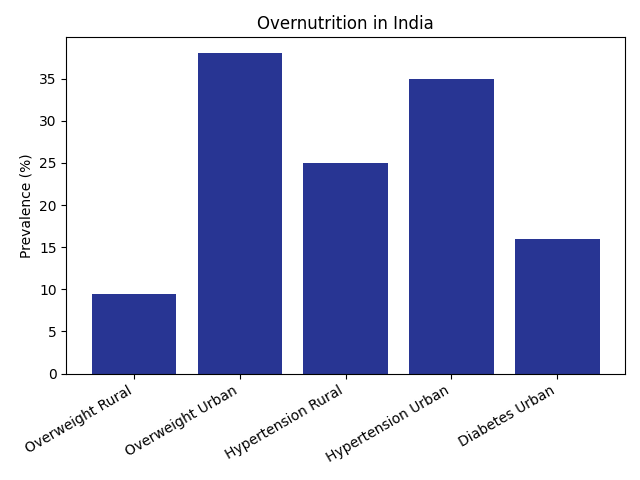 Overnutrition in India
Prevalence (%)
35
30
25
20
15
10
5
0
Overweight Rural
Overweight Urban
Hypertension Rural
Hypertension Urban
Diabetes Urban